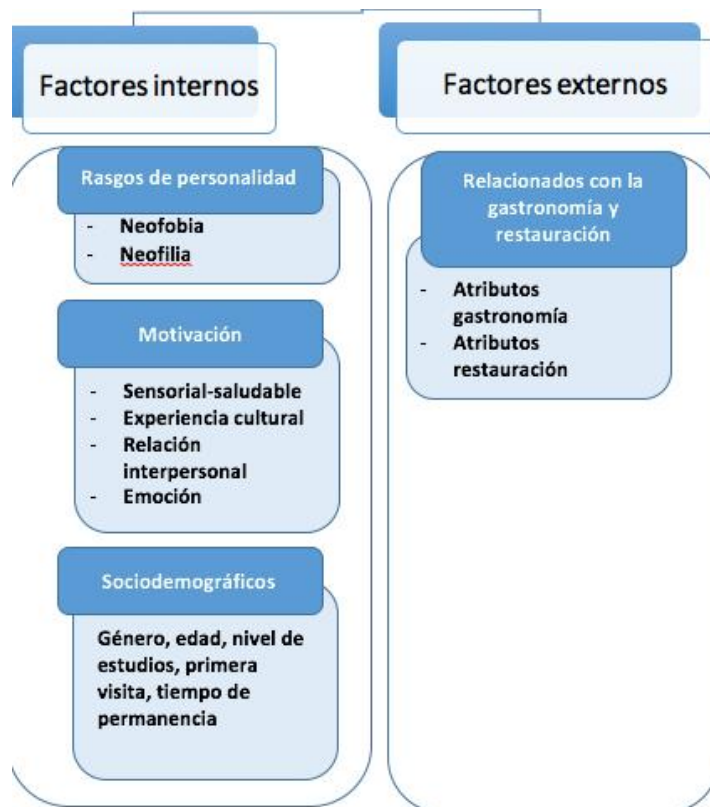 Factores internos
Rasgos de personalidad
- Neofobia
- Neofilia
Motivación
- Sensorial-saludable
- Experiencia cultural
- Relación
interpersonal
- Emoción
Sociodemográficos
Género, edad, nivel de
estudios, primera
visita, tiempo de
permanencia
Factores externos
Relacionados con la
gastronomía y
restauración
- Atributos
gastronomía
- Atributos
restauración